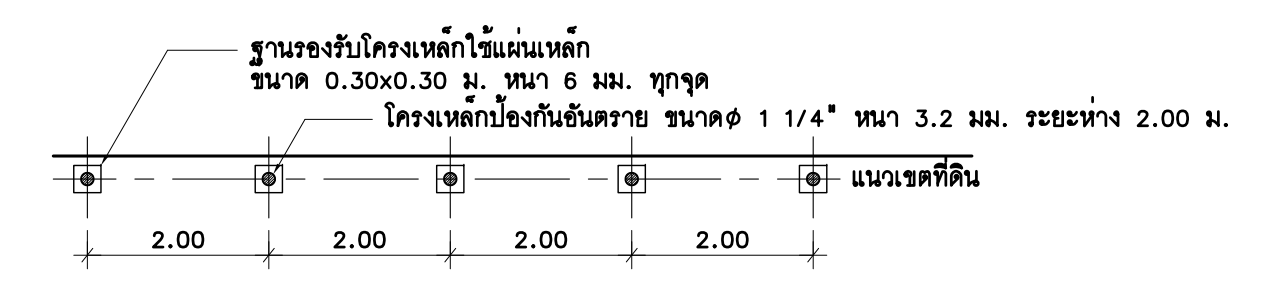 ฐานรองรับโครงเหล็กใช้แผ่นเหล็ก
ขนาด 0.30x0.30 ม. หนา 6 มม. ทุกจุด
โครงเหล็กป้องกันอันตราย ขนาดφ 1 1/4" หนา 3.2 มม. ระยะห่าง 2.00 ม.
แนวเขตที่ดิน
2.00 2.00 2.00 2.00